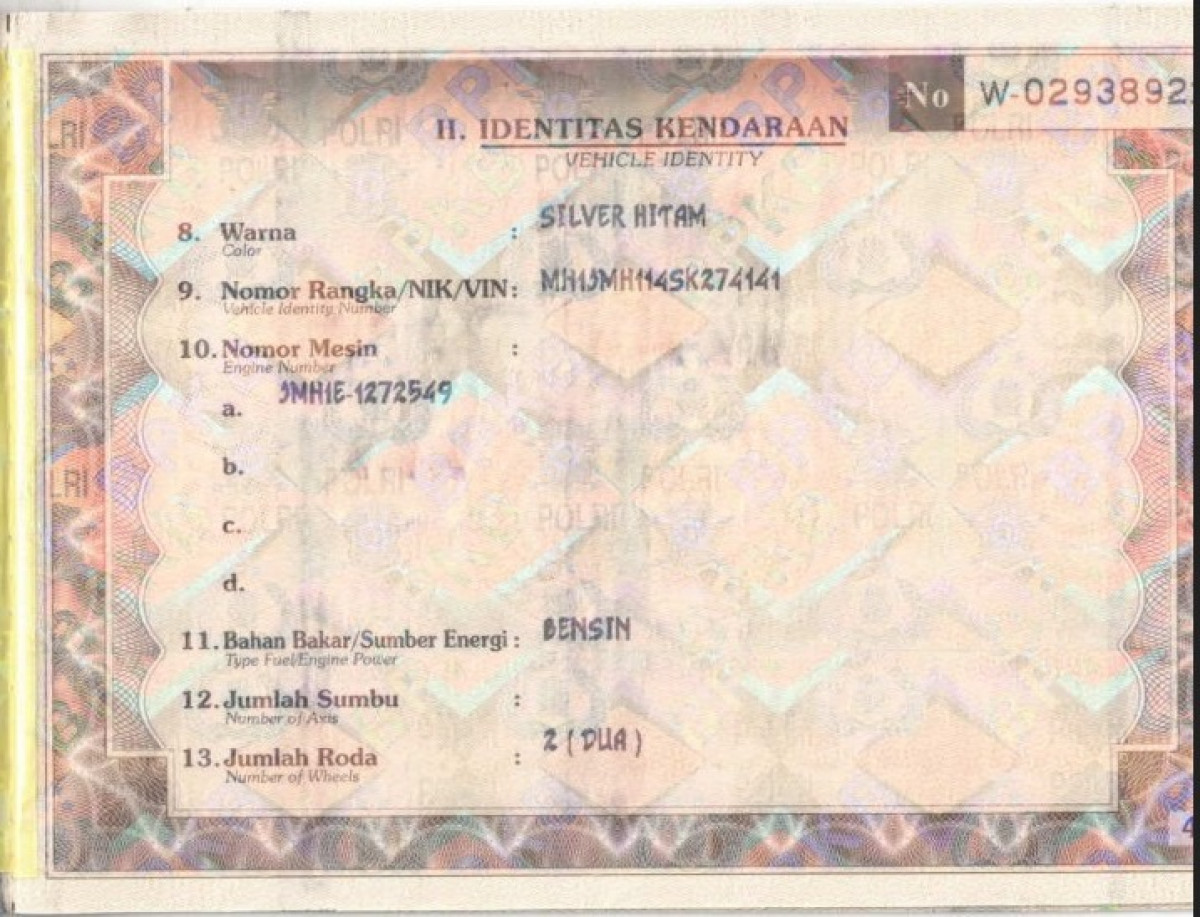 No W-0293892
II. IDENTITAS KENDARAAN
VEHICLE IDENTITY
8. Warna : SILVER HITAM
Color
9. Nomor Rangka/NIK/VIN : MH1JMH114SK274141
Vehicle Identity Number
10. Nomor Mesin :
Engine Number
a. JMH1E-1272549
b.
c.
d.
11. Bahan Bakar/Sumber Energi : BENSIN
Type Fuel/Engine Power
12. Jumlah Sumbu :
Number of Axis
13. Jumlah Roda : 2 ( DUA )
Number of Wheels
POLRI